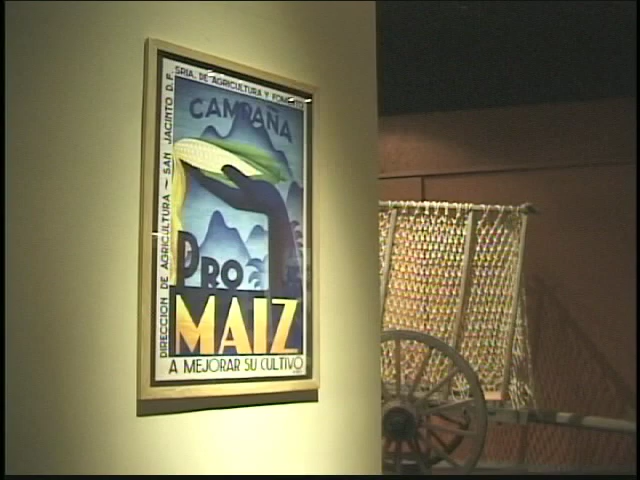 SRIA. DE AGRICULTURA Y FOMENTO
DIRECCION DE AGRICULTURA - SAN JACINTO D.F.
CAMPAÑA
PRO
MAIZ
A MEJORAR SU CULTIVO